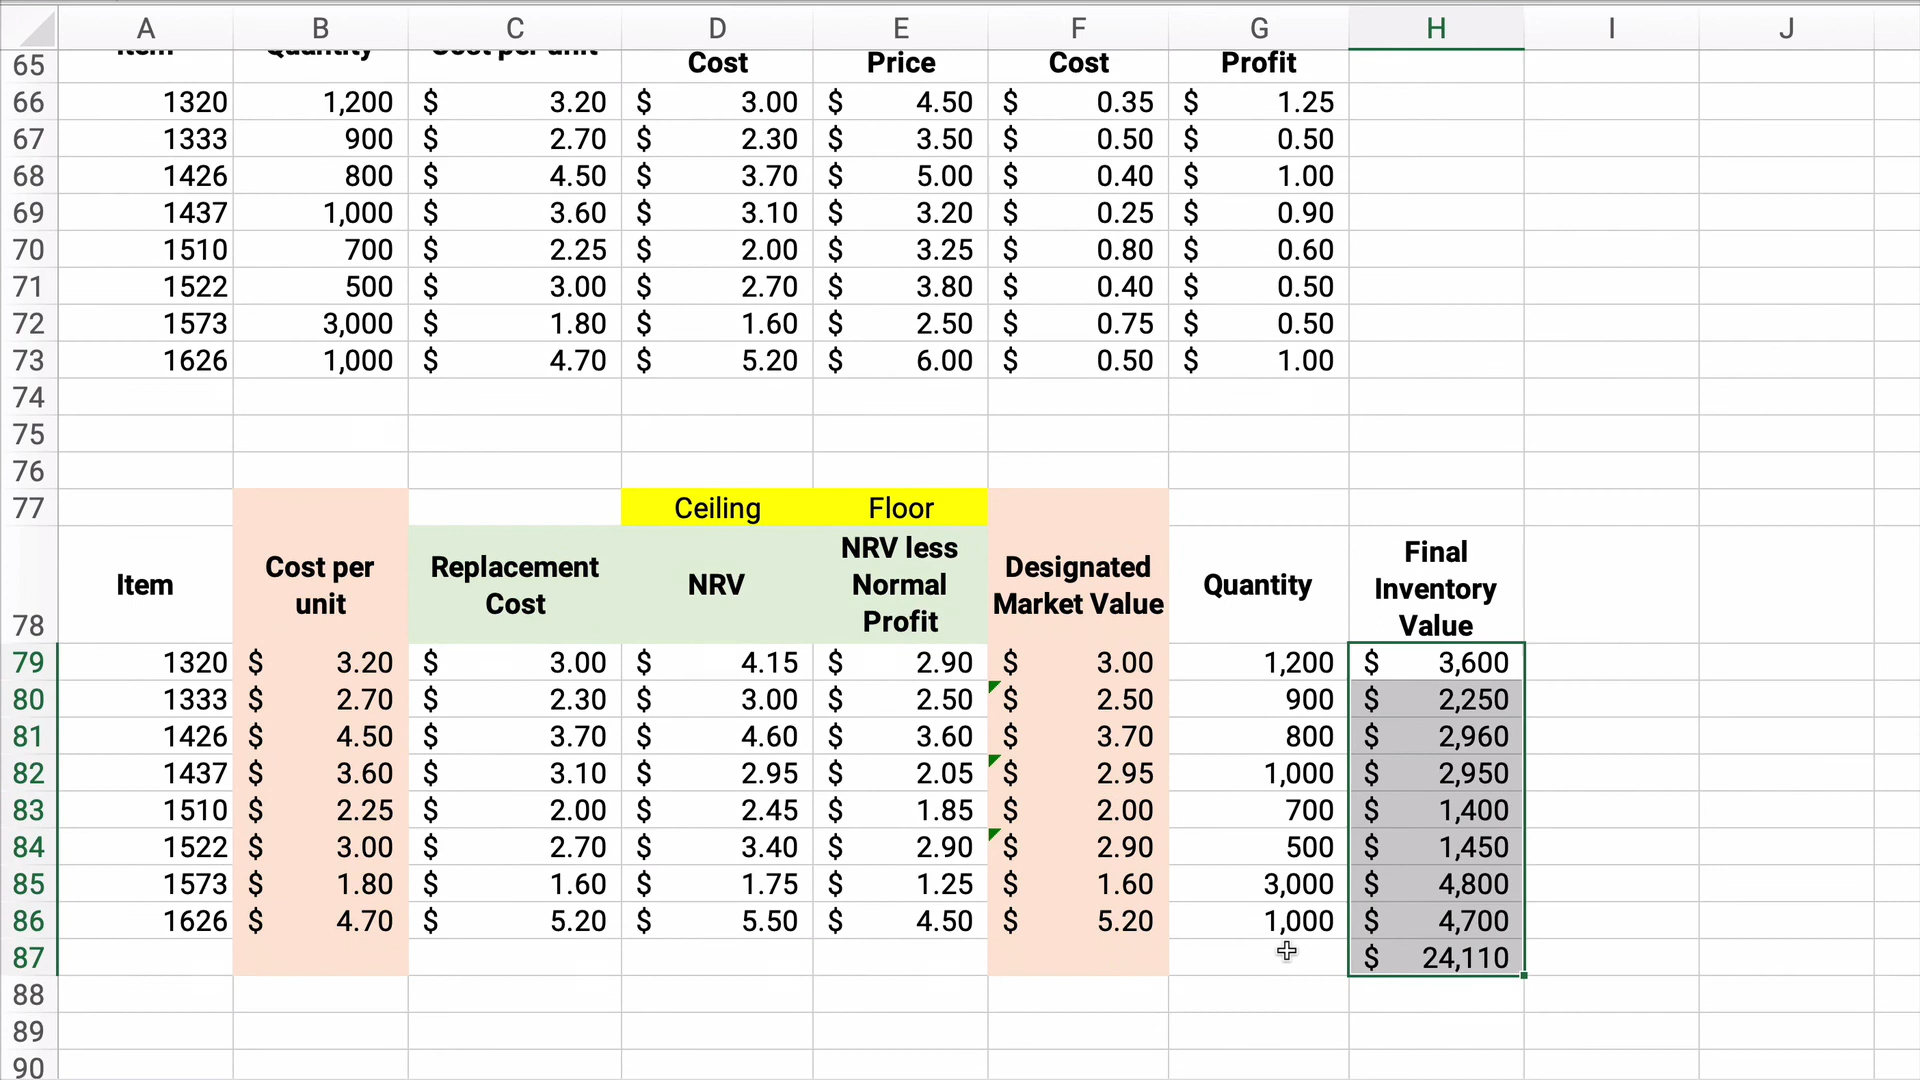 A B C D E F G H I J
65 Item Quantity Cost per unit Cost Price Cost Profit
66 1320 1,200 $ 3.20 $ 3.00 $ 4.50 $ 0.35 $ 1.25
67 1333 900 $ 2.70 $ 2.30 $ 3.50 $ 0.50 $ 0.50
68 1426 800 $ 4.50 $ 3.70 $ 5.00 $ 0.40 $ 1.00
69 1437 1,000 $ 3.60 $ 3.10 $ 3.20 $ 0.25 $ 0.90
70 1510 700 $ 2.25 $ 2.00 $ 3.25 $ 0.80 $ 0.60
71 1522 500 $ 3.00 $ 2.70 $ 3.80 $ 0.40 $ 0.50
72 1573 3,000 $ 1.80 $ 1.60 $ 2.50 $ 0.75 $ 0.50
73 1626 1,000 $ 4.70 $ 5.20 $ 6.00 $ 0.50 $ 1.00
74
75
76
77 Ceiling Floor
78 Item Cost per unit Replacement Cost NRV NRV less Normal Profit Designated Market Value Quantity Final Inventory Value
79 1320 $ 3.20 $ 3.00 $ 4.15 $ 2.90 $ 3.00 1,200 $ 3,600
80 1333 $ 2.70 $ 2.30 $ 3.00 $ 2.50 $ 2.50 900 $ 2,250
81 1426 $ 4.50 $ 3.70 $ 4.60 $ 3.60 $ 3.70 800 $ 2,960
82 1437 $ 3.60 $ 3.10 $ 2.95 $ 2.05 $ 2.95 1,000 $ 2,950
83 1510 $ 2.25 $ 2.00 $ 2.45 $ 1.85 $ 2.00 700 $ 1,400
84 1522 $ 3.00 $ 2.70 $ 3.40 $ 2.90 $ 2.90 500 $ 1,450
85 1573 $ 1.80 $ 1.60 $ 1.75 $ 1.25 $ 1.60 3,000 $ 4,800
86 1626 $ 4.70 $ 5.20 $ 5.50 $ 4.50 $ 5.20 1,000 $ 4,700
87 $ 24,110
88
89
90